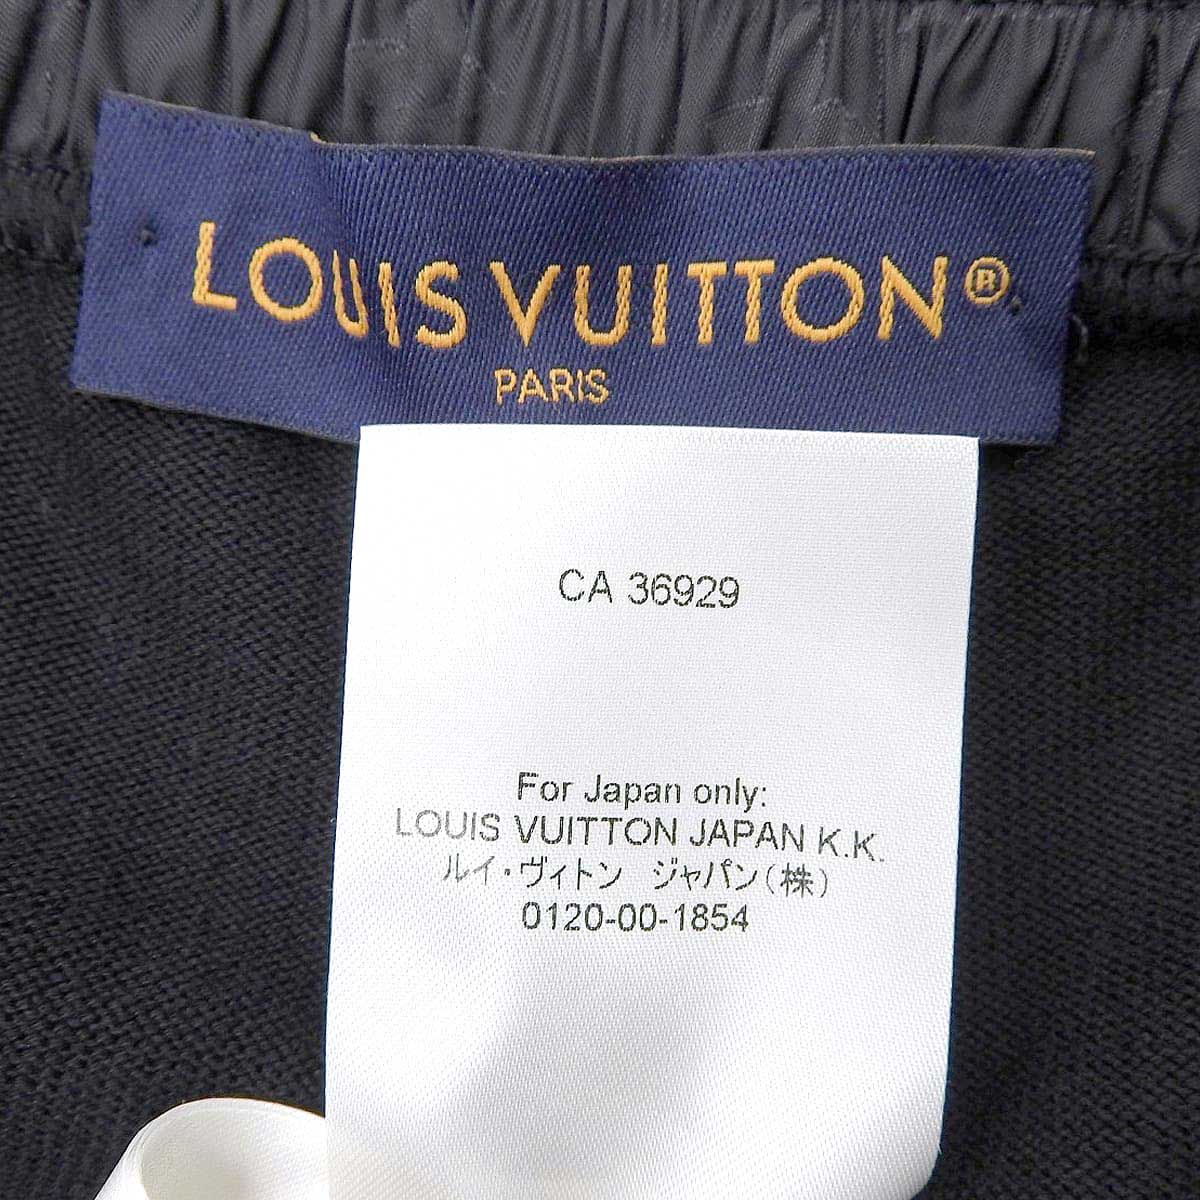 LOUIS VUITTON®
PARIS
CA 36929
For Japan only:
LOUIS VUITTON JAPAN K.K.
ルイ・ヴィトン ジャパン(株)
0120-00-1854